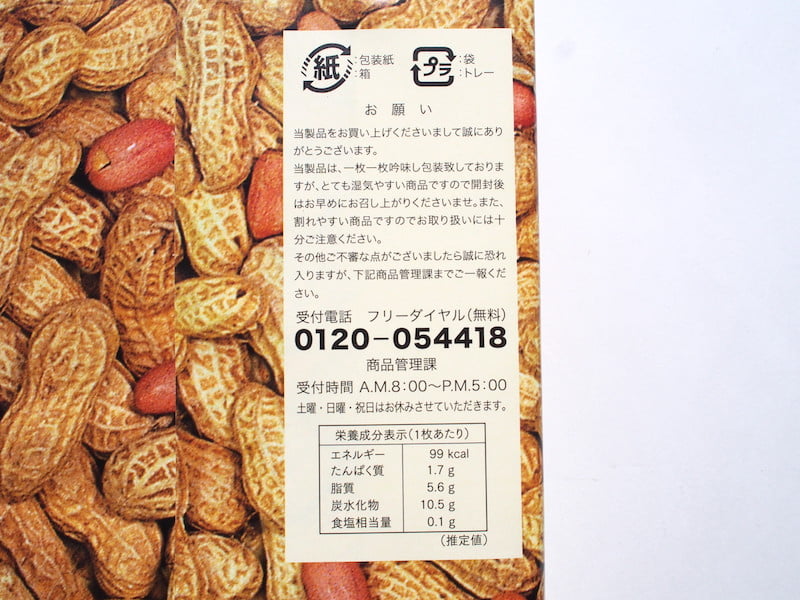 紙 :包装紙 プラ :袋
:箱 :トレー
お願い
当製品をお買い上げくださいまして誠にあり
がとうございます。
当製品は、一枚一枚吟味し包装致しておりま
すが、とても湿気やすい商品ですので開封後
はお早めにお召し上がりくださいませ。また、
割れやすい商品ですのでお取り扱いには十
分ご注意ください。
その他ご不審な点がございましたら誠に恐れ
入りますが、下記商品管理課までご一報くだ
さい。
受付電話 フリーダイヤル(無料)
0120-054418
商品管理課
受付時間 A.M.8:00〜P.M.5:00
土曜・日曜・祝日はお休みさせていただきます。
栄養成分表示(1枚あたり)
エネルギー 99 kcal
たんぱく質 1.7 g
脂質 5.6 g
炭水化物 10.5 g
食塩相当量 0.1 g
(推定値)